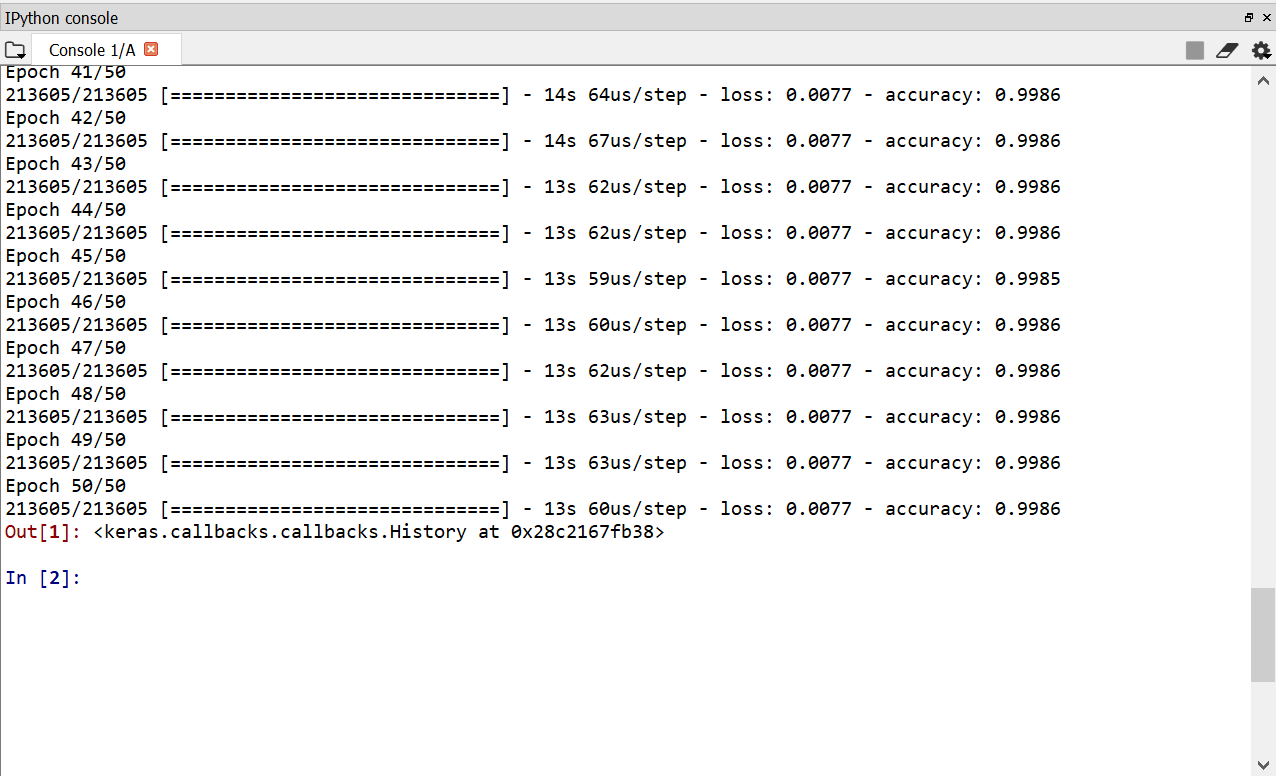 IPython console
Console 1/A
Epoch 41/50
213605/213605 [==============================] - 14s 64us/step - loss: 0.0077 - accuracy: 0.9986
Epoch 42/50
213605/213605 [==============================] - 14s 67us/step - loss: 0.0077 - accuracy: 0.9986
Epoch 43/50
213605/213605 [==============================] - 13s 62us/step - loss: 0.0077 - accuracy: 0.9986
Epoch 44/50
213605/213605 [==============================] - 13s 62us/step - loss: 0.0077 - accuracy: 0.9986
Epoch 45/50
213605/213605 [==============================] - 13s 59us/step - loss: 0.0077 - accuracy: 0.9985
Epoch 46/50
213605/213605 [==============================] - 13s 60us/step - loss: 0.0077 - accuracy: 0.9986
Epoch 47/50
213605/213605 [==============================] - 13s 62us/step - loss: 0.0077 - accuracy: 0.9986
Epoch 48/50
213605/213605 [==============================] - 13s 63us/step - loss: 0.0077 - accuracy: 0.9986
Epoch 49/50
213605/213605 [==============================] - 13s 63us/step - loss: 0.0077 - accuracy: 0.9986
Epoch 50/50
213605/213605 [==============================] - 13s 60us/step - loss: 0.0077 - accuracy: 0.9986
Out[1]: <keras.callbacks.callbacks.History at 0x28c2167fb38>
In [2]: